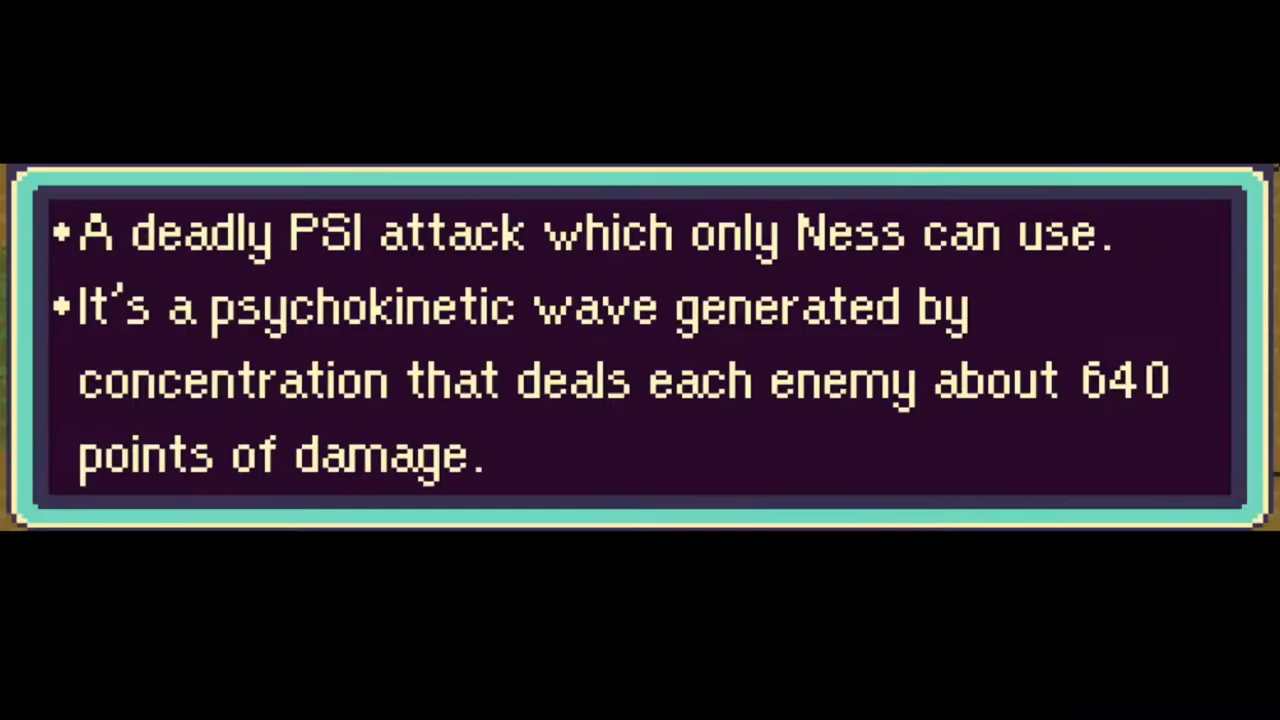 •A deadly PSI attack which only Ness can use.
•It's a psychokinetic wave generated by
concentration that deals each enemy about 640
points of damage.